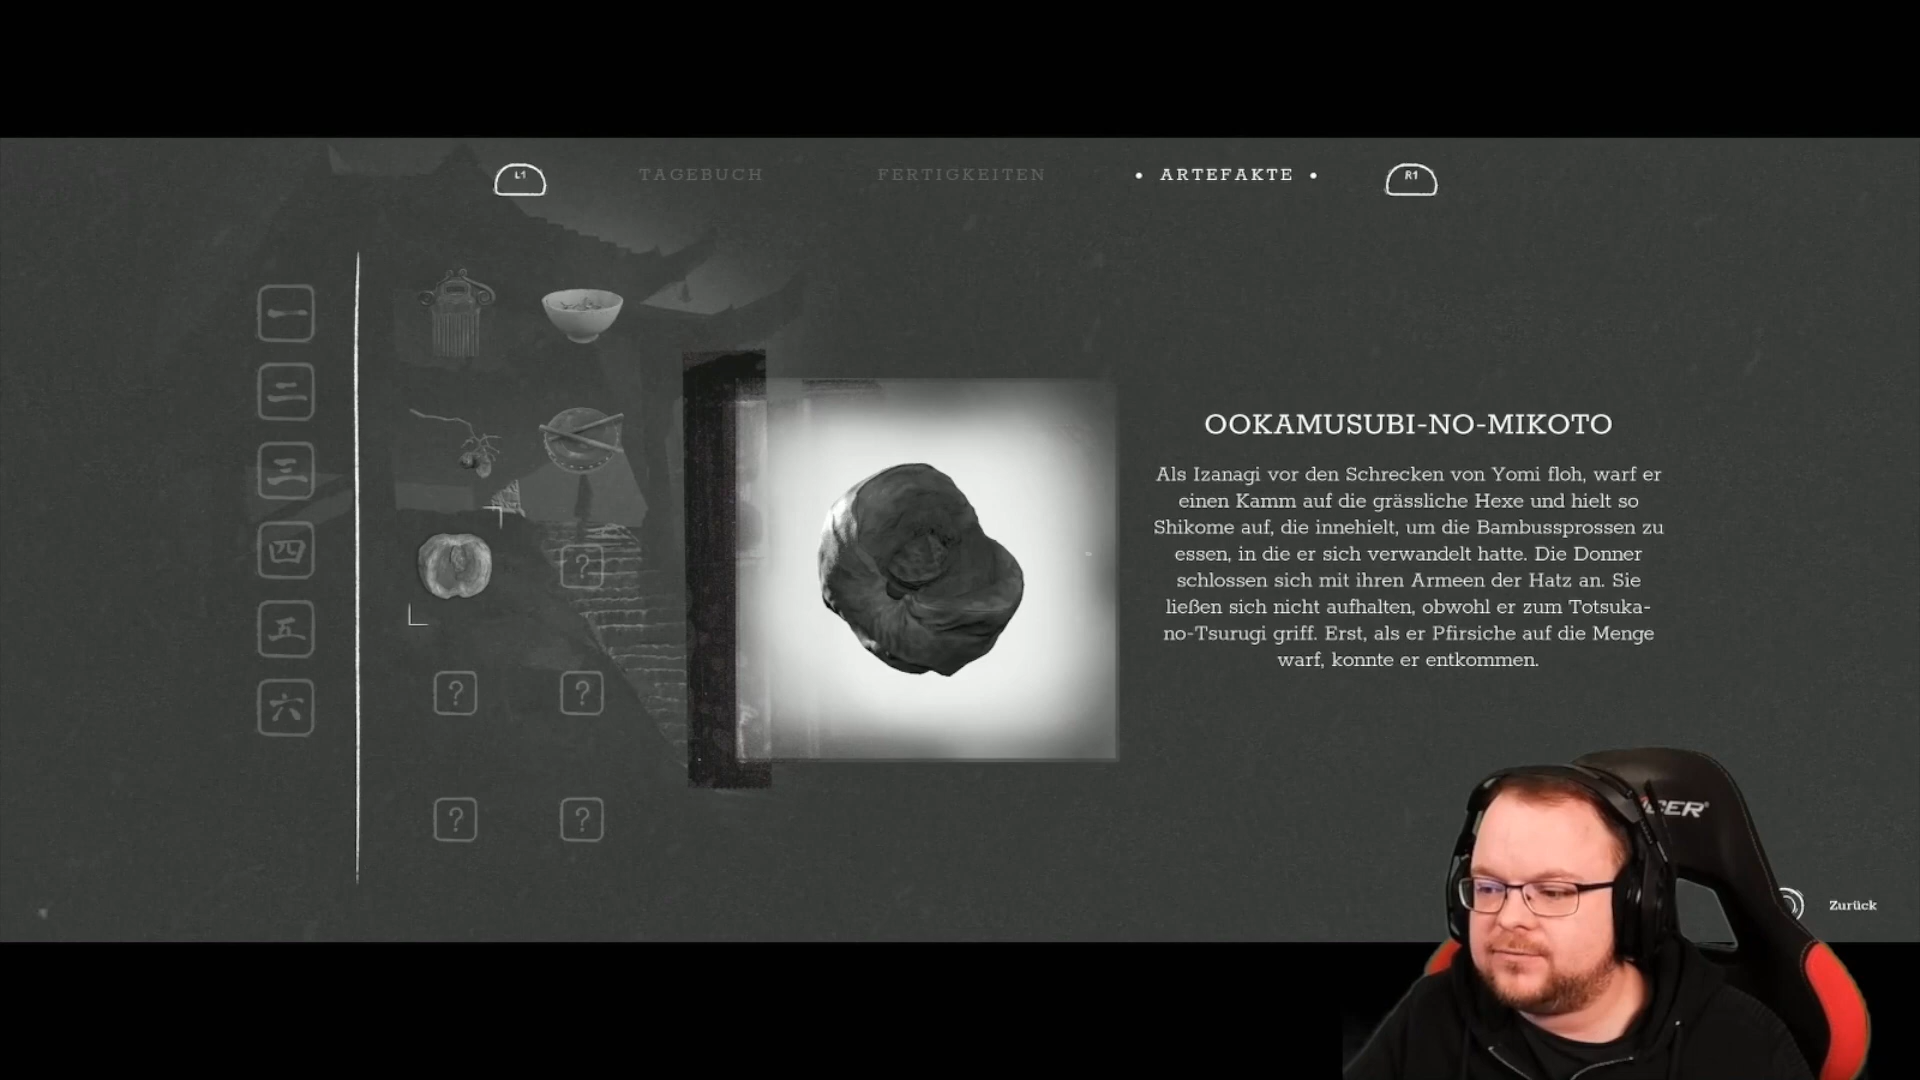 L1
TAGEBUCH
FERTIGKEITEN
• ARTEFAKTE •
R1
一
二
三
四
五
六
?
?
?
?
?
OOKAMUSUBI-NO-MIKOTO
Als Izanagi vor den Schrecken von Yomi floh, warf er
einen Kamm auf die grässliche Hexe und hielt so
Shikome auf, die innehielt, um die Bambussprossen zu
essen, in die er sich verwandelt hatte. Die Donner
schlossen sich mit ihren Armeen der Hatz an. Sie
ließen sich nicht aufhalten, obwohl er zum Totsuka-
no-Tsurugi griff. Erst, als er Pfirsiche auf die Menge
warf, konnte er entkommen.
Zurück